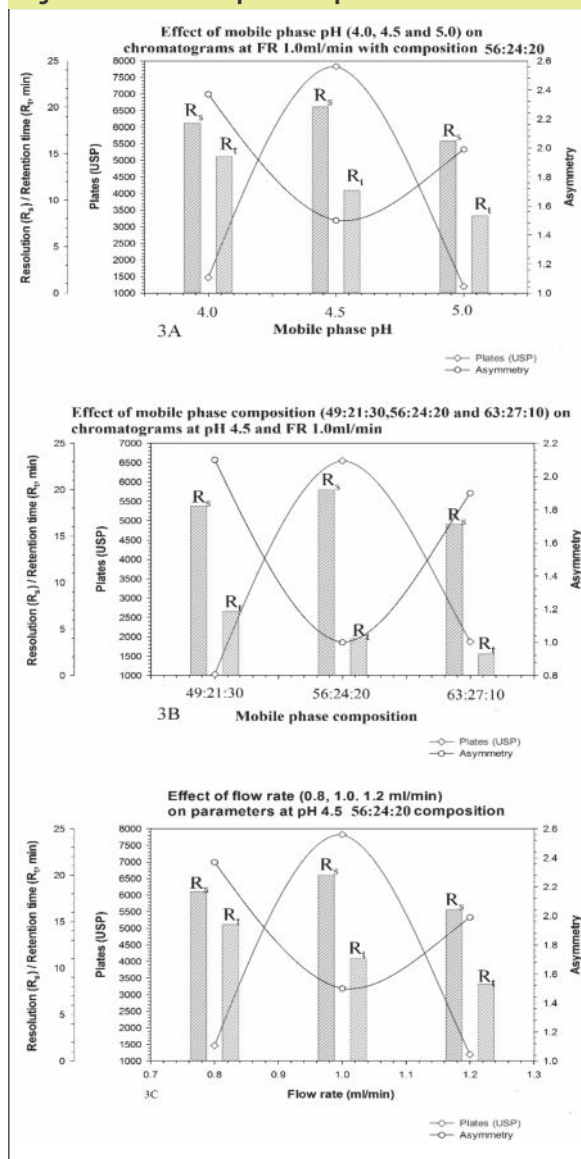 Effect of mobile phase pH (4.0, 4.5 and 5.0) on
chromatograms at FR 1.0ml/min with composition 56:24:20
Resolution (Rs) / Retention time (Rt, min)
25
20
15
10
5
0
Plates (USP)
8000
7500
7000
6500
6000
5500
5000
4500
4000
3500
3000
2500
2000
1500
1000
Rs
Rt
Rs
Rt
Rs
Rt
2.6
2.4
2.2
2.0
1.8
1.6
1.4
1.2
1.0
Asymmetry
4.0 4.5 5.0
3A Mobile phase pH
Plates (USP)
Asymmetry
Effect of mobile phase composition (49:21:30,56:24:20 and 63:27:10) on
chromatograms at pH 4.5 and FR 1.0ml/min
Resolution (Rs) / Retention time (Rt, min)
25
20
15
10
5
0
Plates (USP)
7000
6500
6000
5500
5000
4500
4000
3500
3000
2500
2000
1500
1000
Rs
Rt
Rs
Rt
Rs
Rt
2.2
2.0
1.8
1.6
1.4
1.2
1.0
0.8
Asymmetry
49:21:30 56:24:20 63:27:10
3B Mobile phase composition
Plates (USP)
Asymmetry
Effect of flow rate (0.8, 1.0. 1.2 ml/min)
on parameters at pH 4.5 56:24:20 composition
Resolution (Rs) / Retention time (Rt, min)
25
20
15
10
5
0
Plates (USP)
8000
7500
7000
6500
6000
5500
5000
4500
4000
3500
3000
2500
2000
1500
1000
Rs
Rt
Rs
Rt
Rs
Rt
2.6
2.4
2.2
2.0
1.8
1.6
1.4
1.2
1.0
Asymmetry
0.7 0.8 0.9 1.0 1.1 1.2 1.3
3C Flow rate (ml/min)
Plates (USP)
Asymmetry